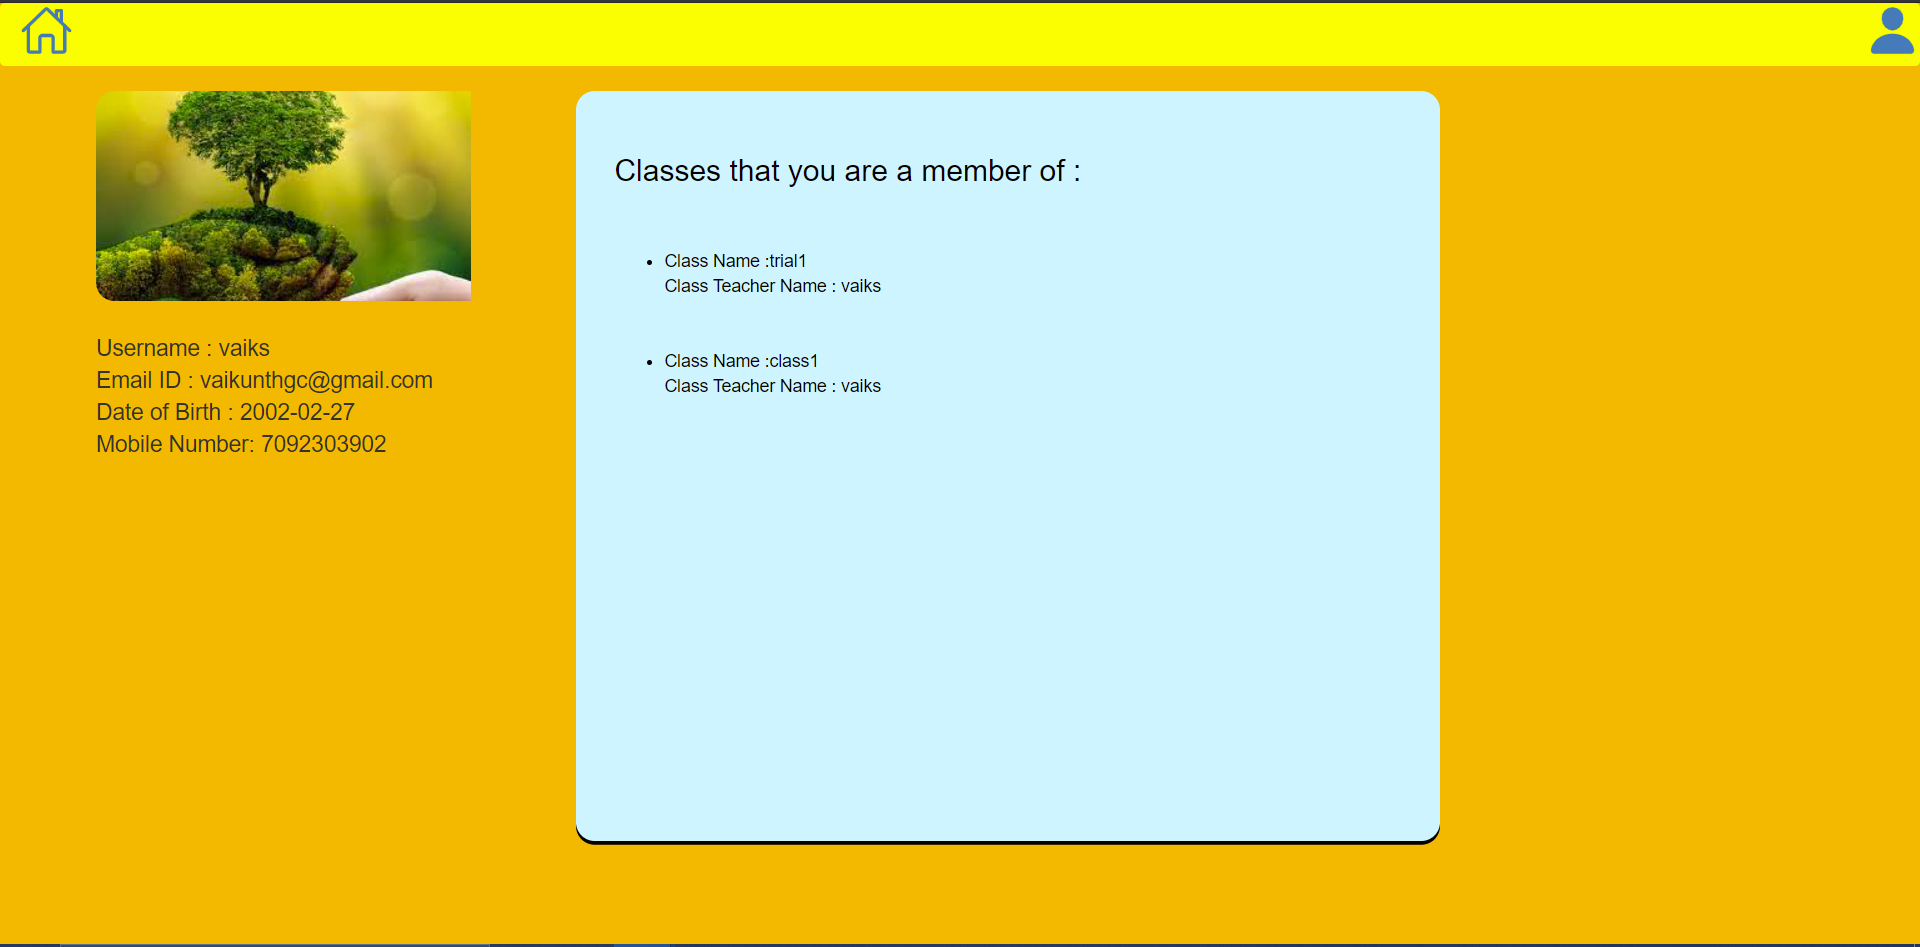 Username : vaiks
Email ID : vaikunthgc@gmail.com
Date of Birth : 2002-02-27
Mobile Number: 7092303902
Classes that you are a member of :
• Class Name :trial1
Class Teacher Name : vaiks
• Class Name :class1
Class Teacher Name : vaiks